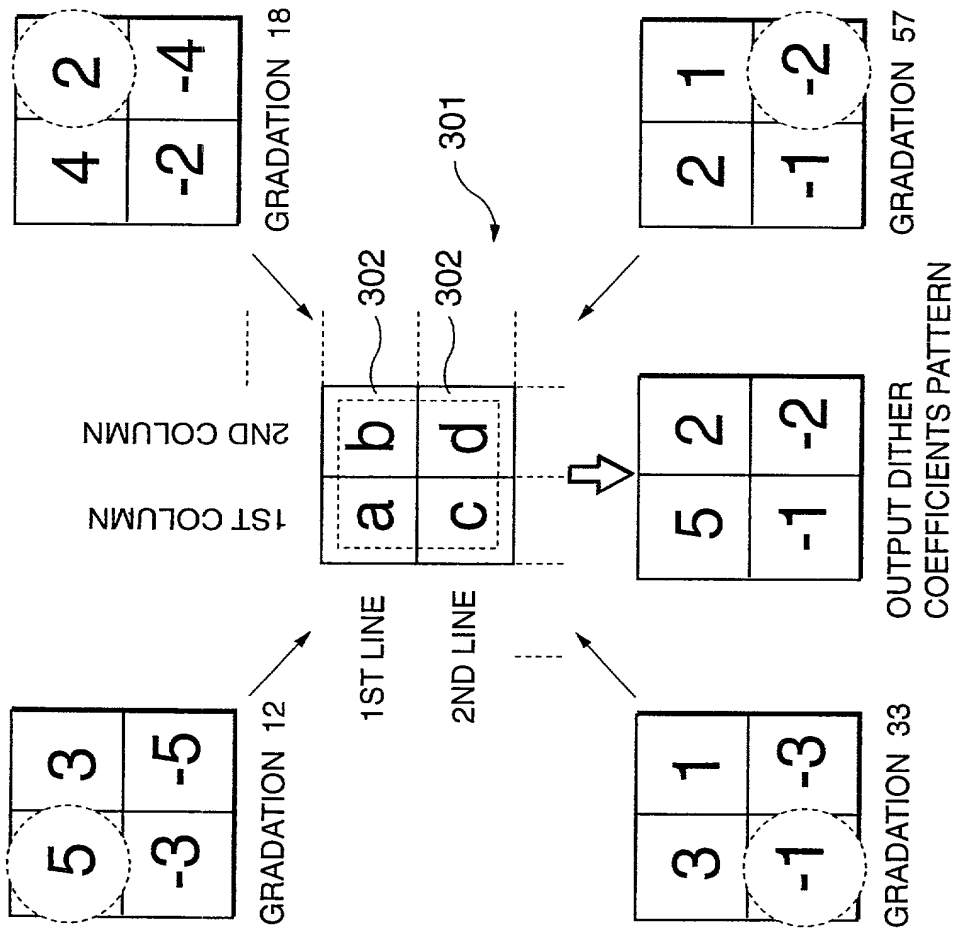 5 3
-3 -5
GRADATION 12
4 2
-2 -4
GRADATION 18
1ST COLUMN
2ND COLUMN
1ST LINE
2ND LINE
a b
c d
302
302
301
3 1
-1 -3
GRADATION 33
5 2
-1 -2
OUTPUT DITHER
COEFFICIENTS PATTERN
2 1
-1 -2
GRADATION 57